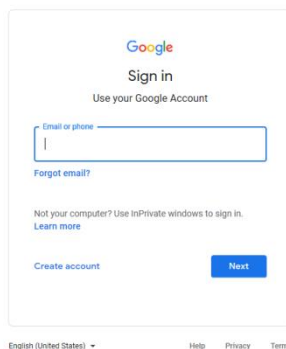 Google
Sign in
Use your Google Account
Email or phone
Forgot email?
Not your computer? Use InPrivate windows to sign in.
Learn more
Create account
Next
English (United States)
Help
Privacy
Term